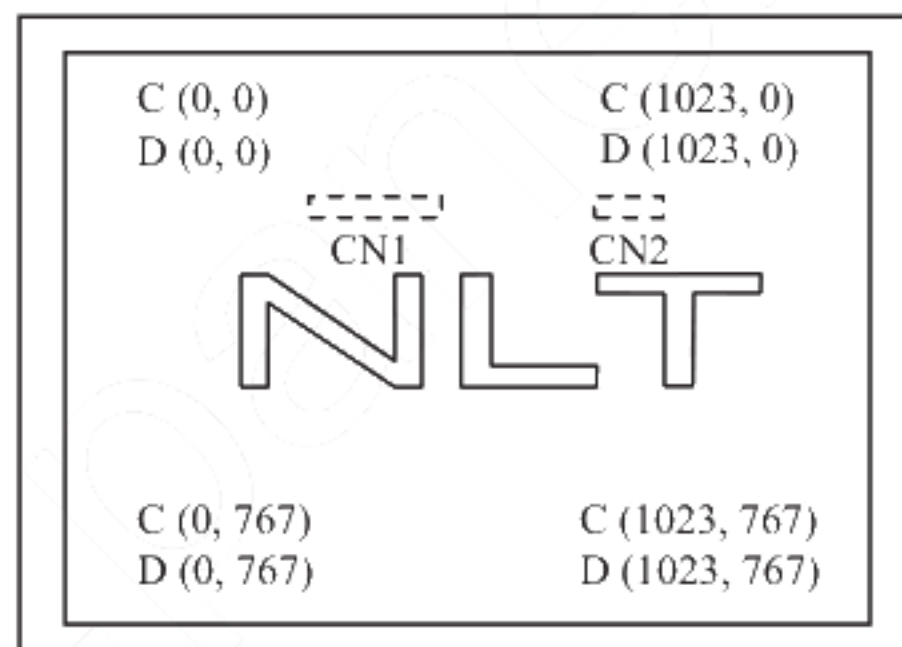 C (0, 0) C (1023, 0)
D (0, 0) D (1023, 0)
CN1 CN2
NLT
C (0, 767) C (1023, 767)
D (0, 767) D (1023, 767)